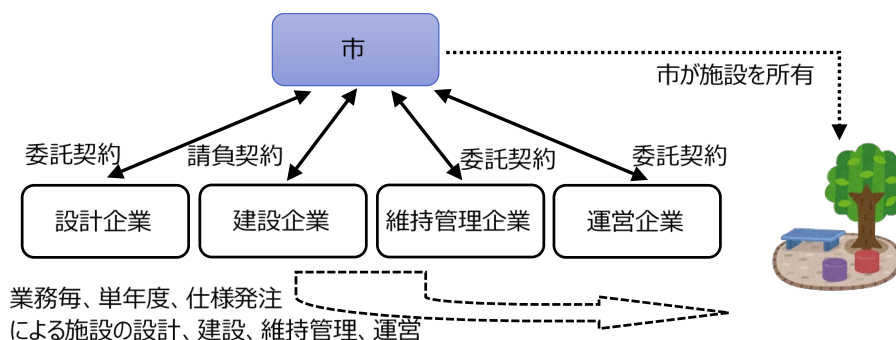 市
市が施設を所有
委託契約
請負契約
委託契約
委託契約
設計企業
建設企業
維持管理企業
運営企業
業務毎、単年度、仕様発注
による施設の設計、建設、維持管理、運営